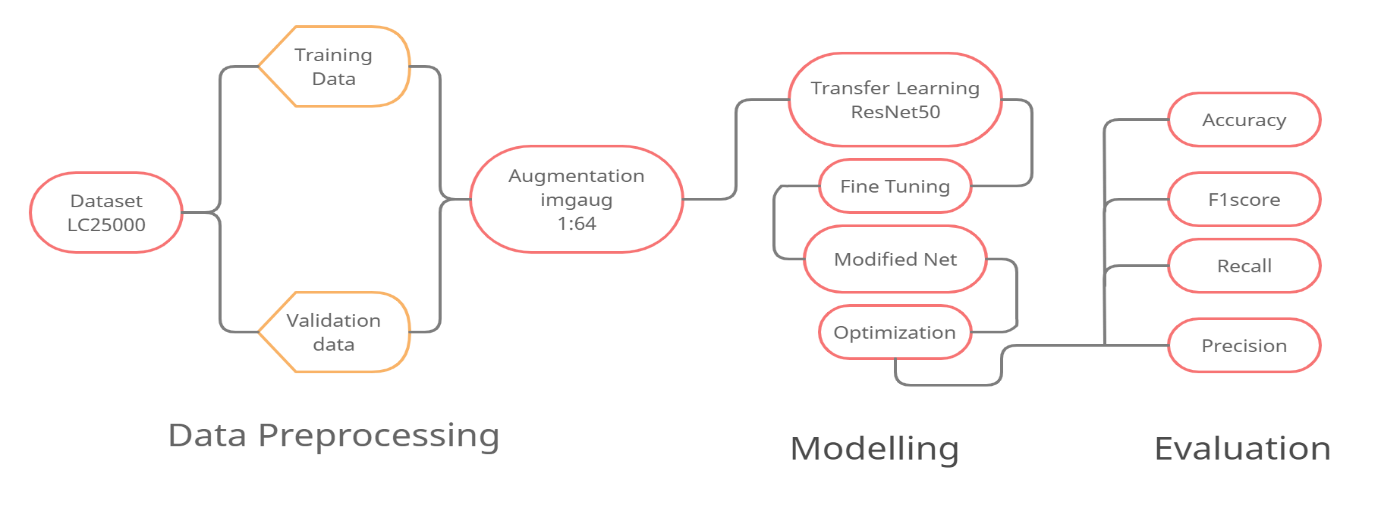 Training
Data
Dataset
LC25000
Validation
data
Augmentation
imgaug
1:64
Data Preprocessing
Transfer Learning
ResNet50
Fine Tuning
Modified Net
Optimization
Modelling
Accuracy
F1score
Recall
Precision
Evaluation